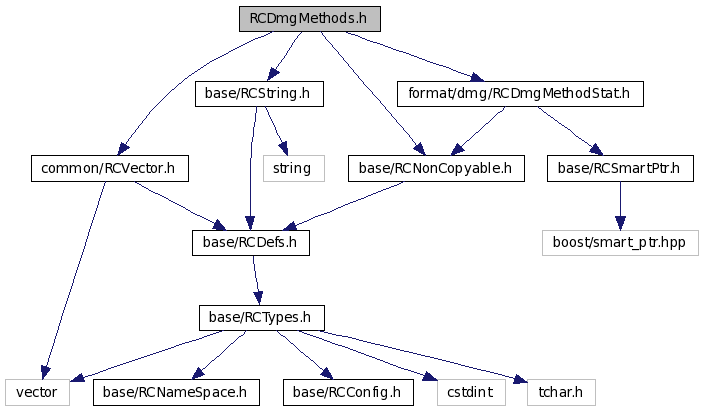 RCDmgMethods.h
base/RCString.h
format/dmg/RCDmgMethodStat.h
common/RCVector.h
string
base/RCNonCopyable.h
base/RCSmartPtr.h
base/RCDefs.h
boost/smart_ptr.hpp
base/RCTypes.h
vector
base/RCNameSpace.h
base/RCConfig.h
cstdint
tchar.h